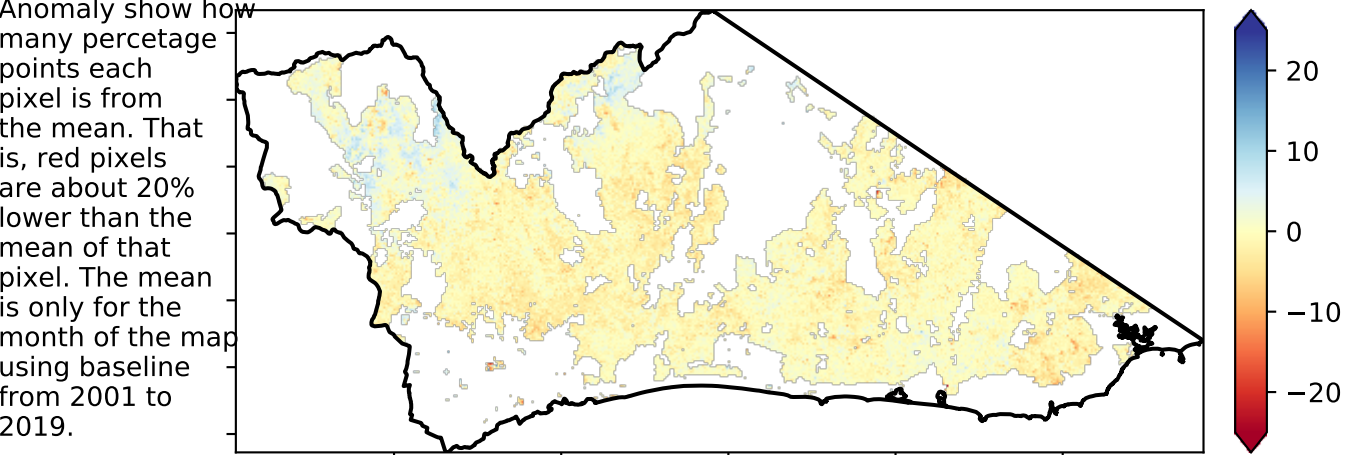 Anomaly show how
many percetage
points each
pixel is from
the mean. That
is, red pixels
are about 20%
lower than the
mean of that
pixel. The mean
is only for the
month of the map
using baseline
from 2001 to
2019.
20
10
0
−10
−20